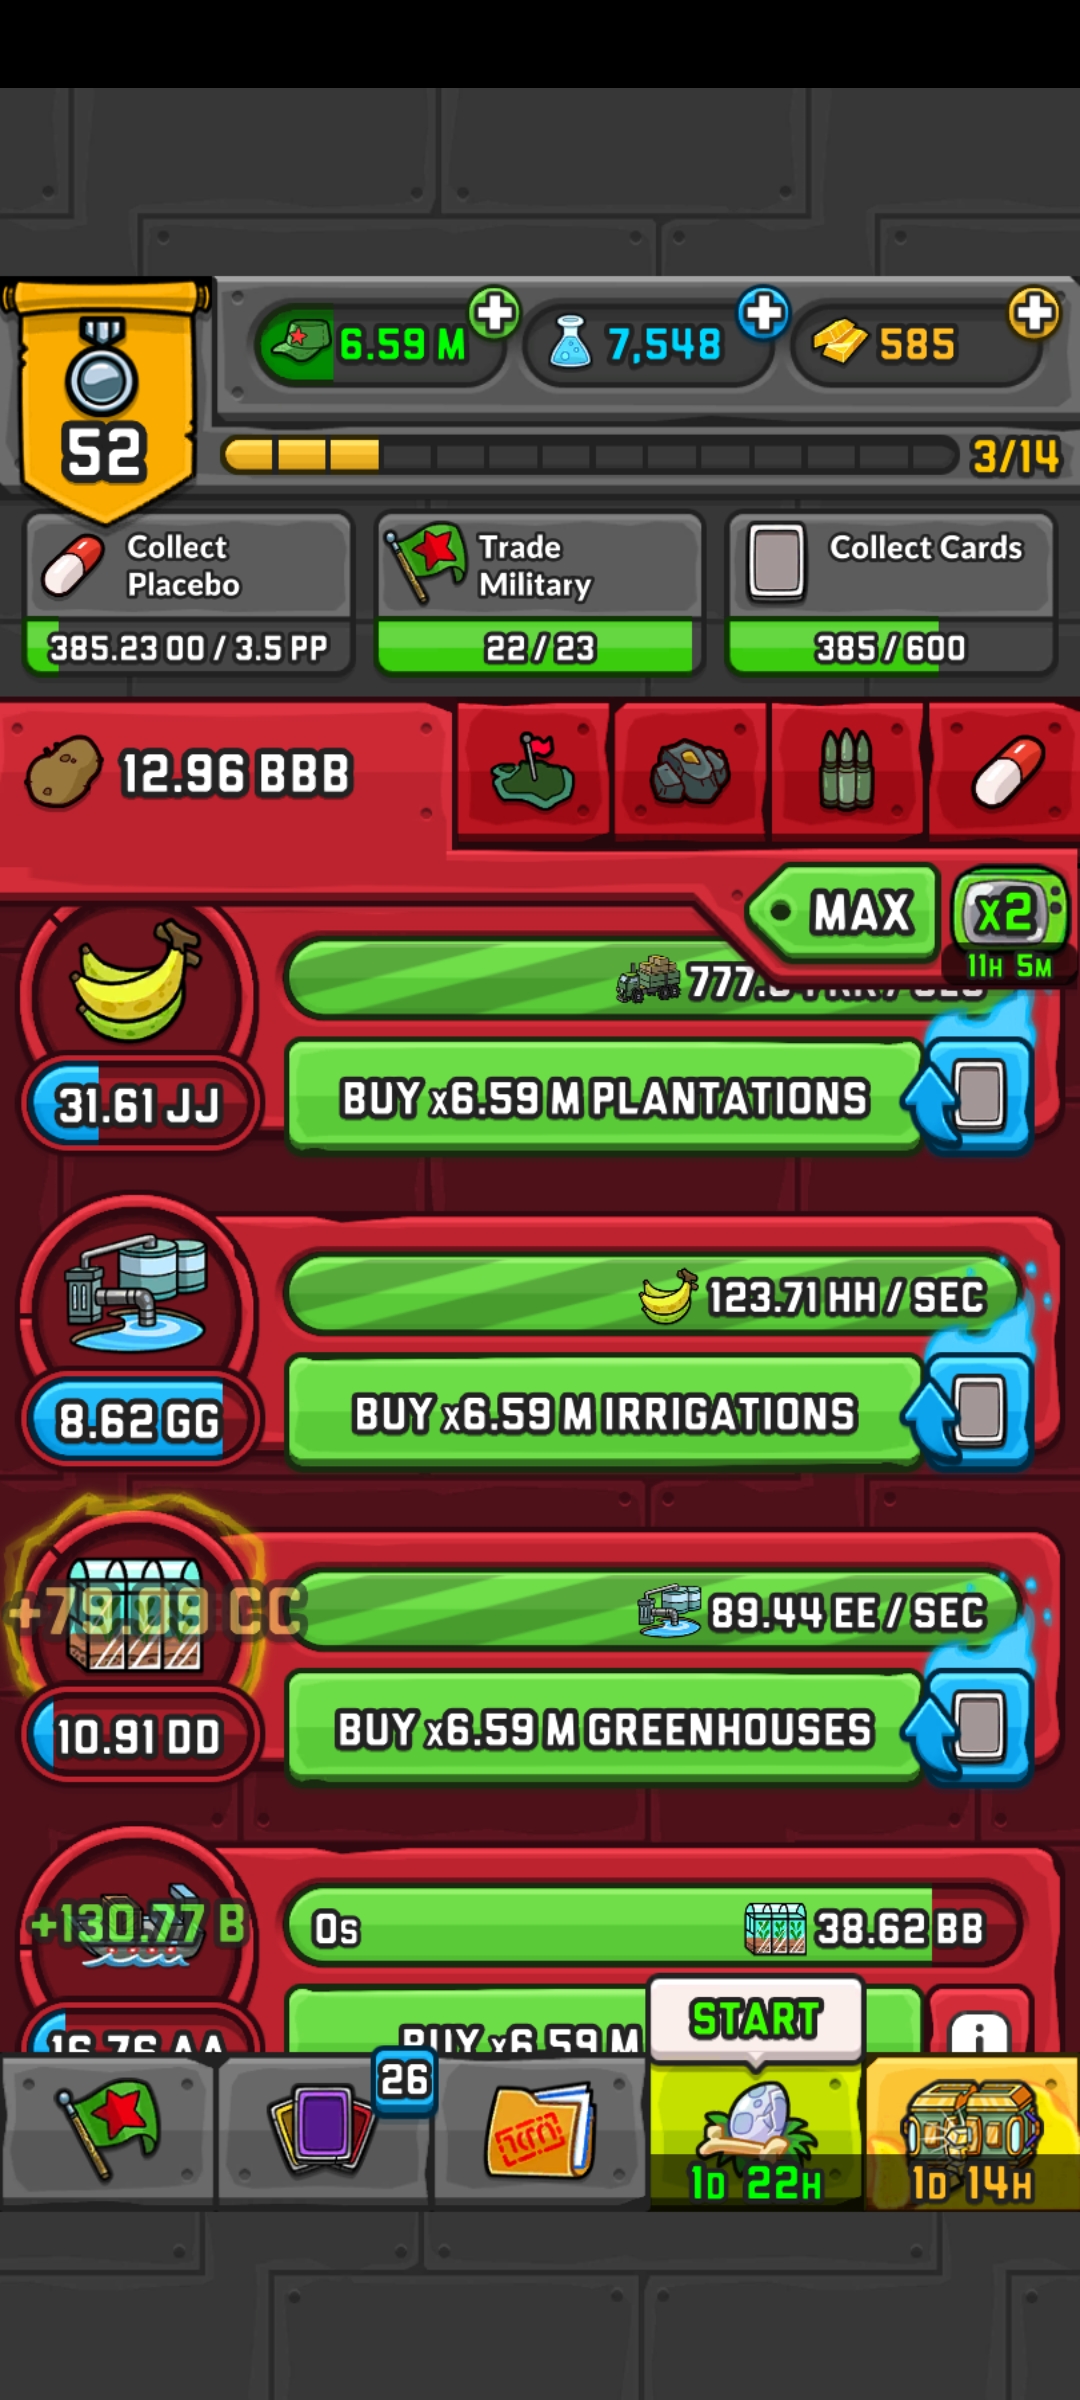 6.59 M
7,548
585
52
3/14
Collect
Placebo
385.23 OO / 3.5 PP
Trade
Military
22 / 23
Collect Cards
385 / 600
12.96 BBB
MAX
x2
11H 5M
31.61 JJ
BUY x6.59 M PLANTATIONS
123.71 HH / SEC
8.62 GG
BUY x6.59 M IRRIGATIONS
+79.09 CC
89.44 EE / SEC
10.91 DD
BUY x6.59 M GREENHOUSES
+130.77 B
0s
38.62 BB
16.76 AA
BUY x6.59 M
START
i
26
1D 22H
1D 14H